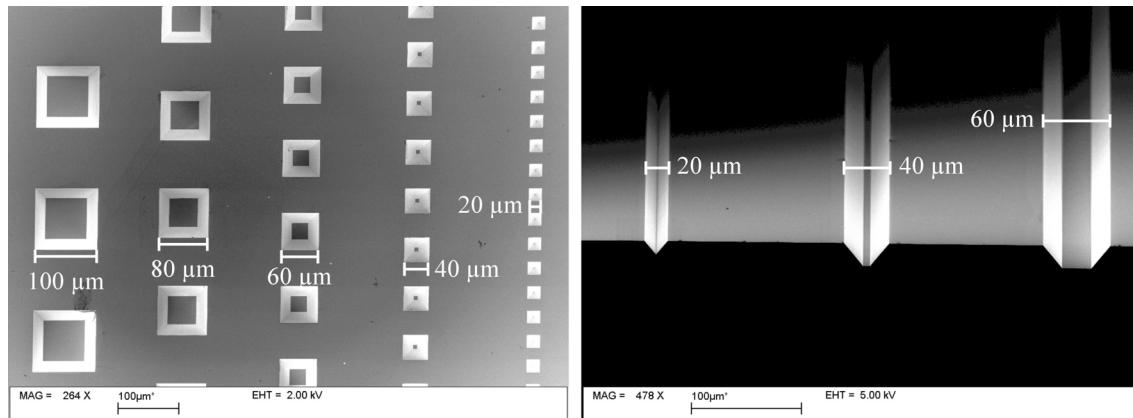 20 µm
100 µm
80 µm
60 µm
40 µm
MAG = 264 X
100µm*
EHT = 2.00 kV
20 µm
40 µm
60 µm
MAG = 478 X
100µm*
EHT = 5.00 kV